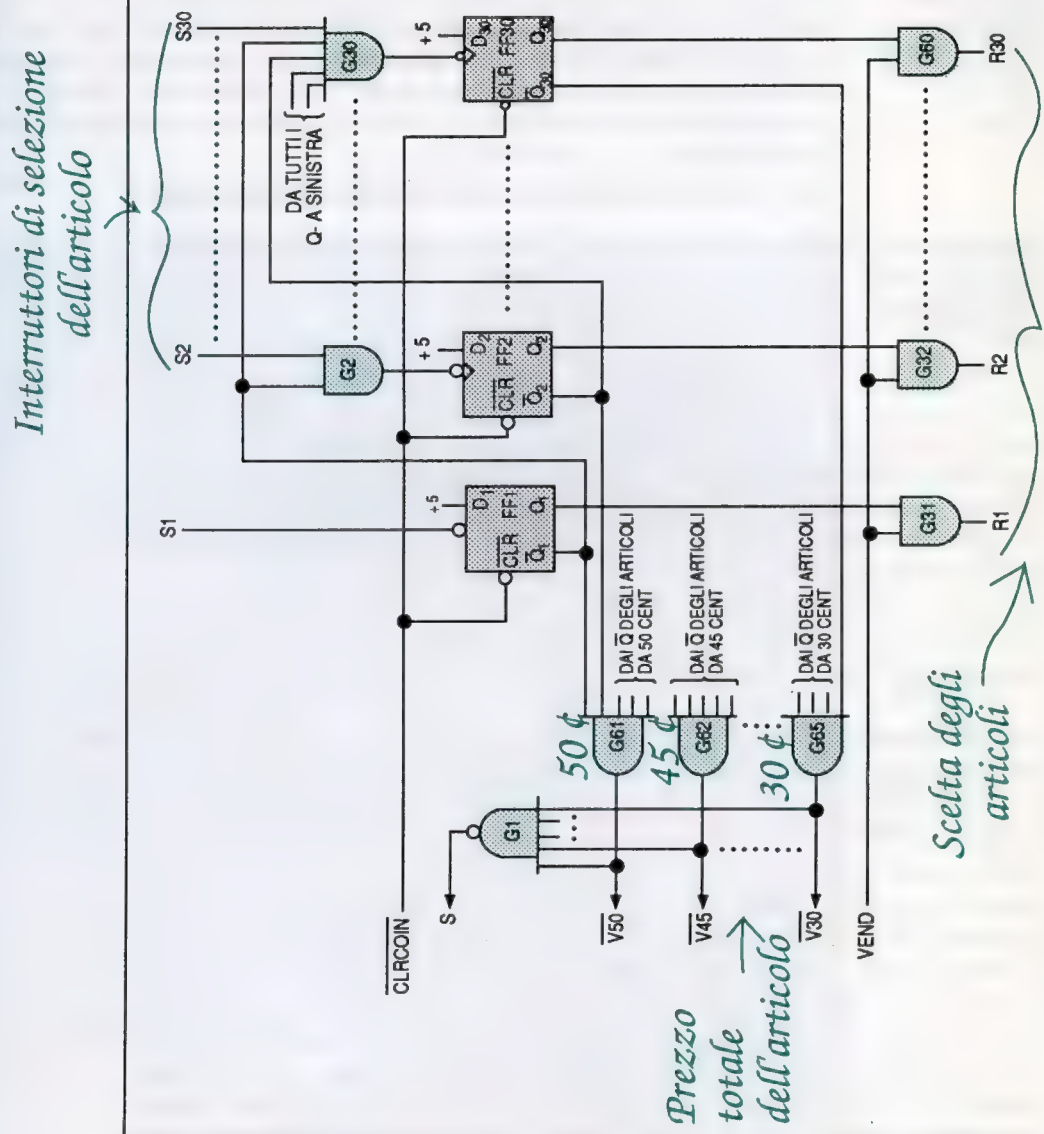 Interruttori di selezione
dell'articolo
S1
S2
S30
G2
G30
DA TUTTI I
Q- A SINISTRA
+5
+5
+5
D1
CLR FF1
Q̅1 Q1
D2
CLR FF2
Q̅2 Q2
D30
CLR FF30
Q̅30 Q30
CLRCOIN
S
G1
50 ¢
G61
DAI Q̅ DEGLI ARTICOLI
DA 50 CENT
V50
45 ¢
G62
DAI Q̅ DEGLI ARTICOLI
DA 45 CENT
V45
30 ¢
G65
DAI Q̅ DEGLI ARTICOLI
DA 30 CENT
V30
Prezzo
totale
dell'articolo
VEND
G31
G32
G60
R1
R2
R30
Scelta degli
articoli